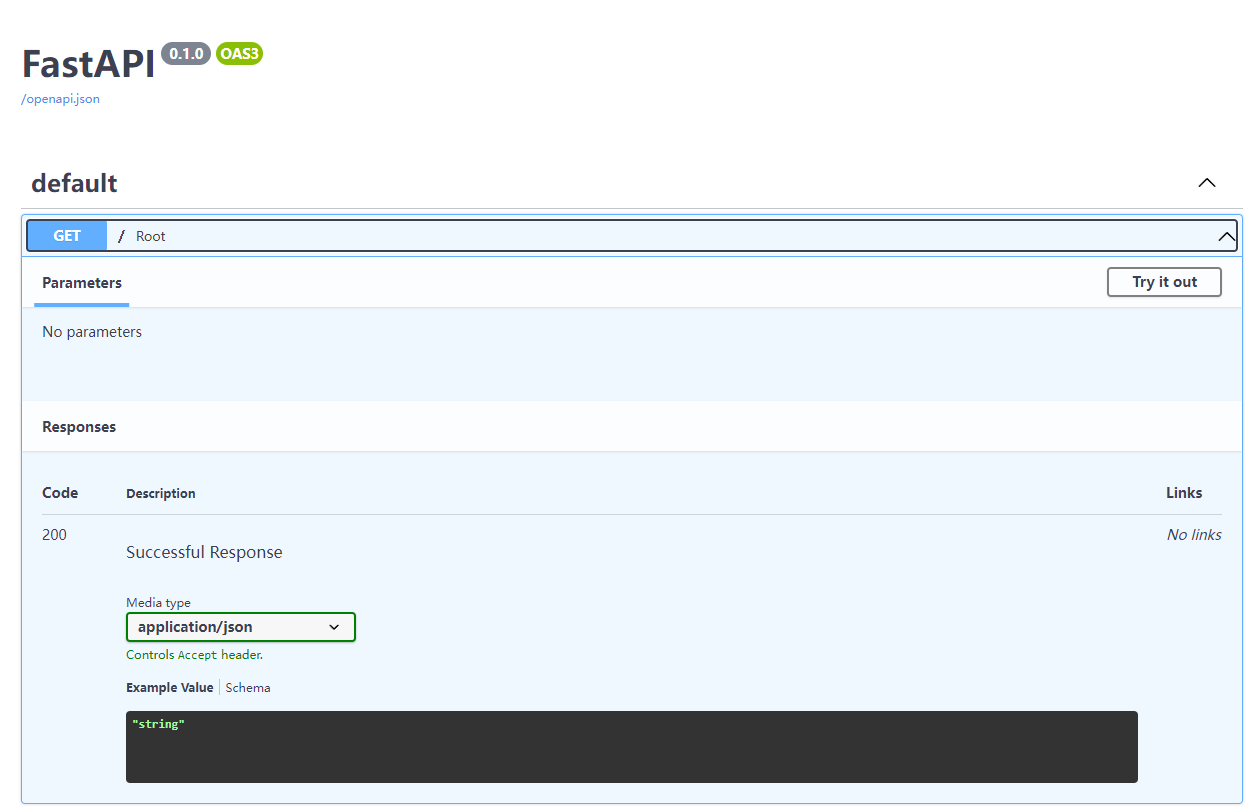 FastAPI 0.1.0 OAS3
/openapi.json
default
GET / Root
Parameters Try it out
No parameters
Responses
Code Description Links
200 No links
Successful Response
Media type
application/json
Controls Accept header.
Example Value Schema
"string"